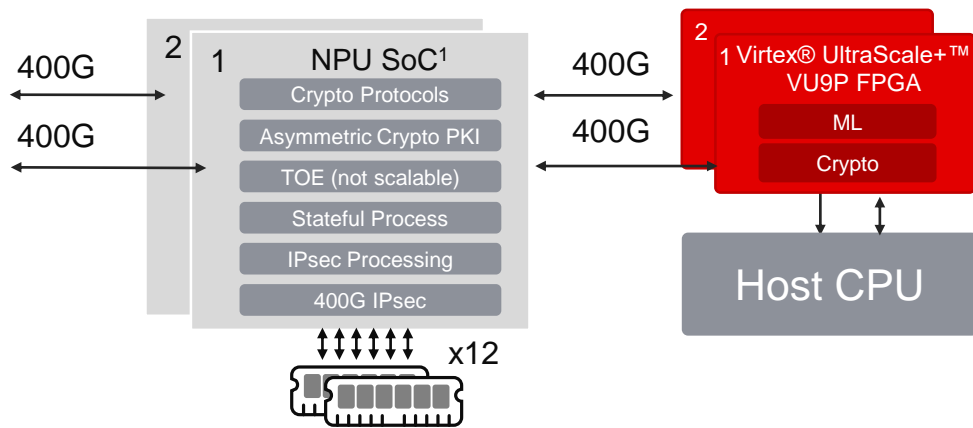 2
1
NPU SoC¹
400G
400G
Crypto Protocols
Asymmetric Crypto PKI
TOE (not scalable)
Stateful Process
IPsec Processing
400G IPsec
x12
400G
400G
2
1
Virtex® UltraScale+™
VU9P FPGA
ML
Crypto
Host CPU